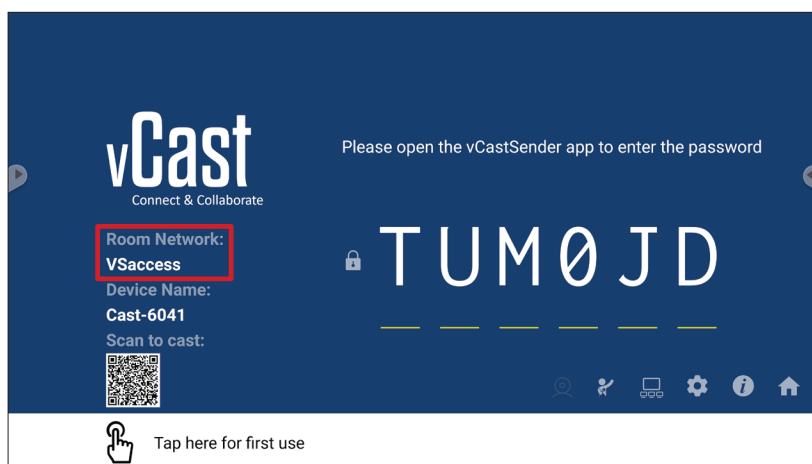 vCast
Connect & Collaborate
Please open the vCastSender app to enter the password
Room Network:
VSaccess
TUM0JD
Device Name:
Cast-6041
Scan to cast:
Tap here for first use